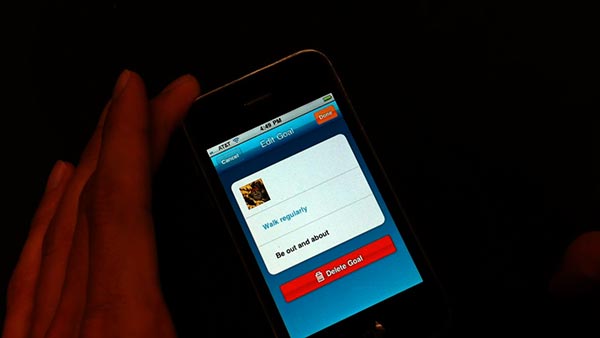 AT&T 4:49 PM
Cancel Edit Goal Done
Walk regularly
Be out and about
Delete Goal